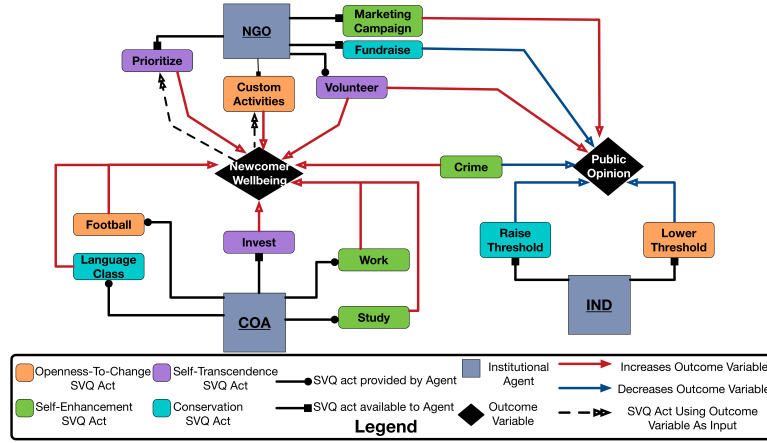 NGO
Marketing
Campaign
Fundraise
Prioritize
Custom
Activities
Volunteer
Newcomer
Wellbeing
Crime
Public
Opinion
Football
Invest
Language
Class
Work
Raise
Threshold
Lower
Threshold
COA
Study
IND
Openness-To-Change
SVQ Act
Self-Transcendence
SVQ Act
SVQ act provided by Agent
Institutional
Agent
Increases Outcome Variable
Decreases Outcome Variable
Self-Enhancement
SVQ Act
Conservation
SVQ Act
SVQ act available to Agent
Outcome
Variable
SVQ Act Using Outcome
Variable As Input
Legend